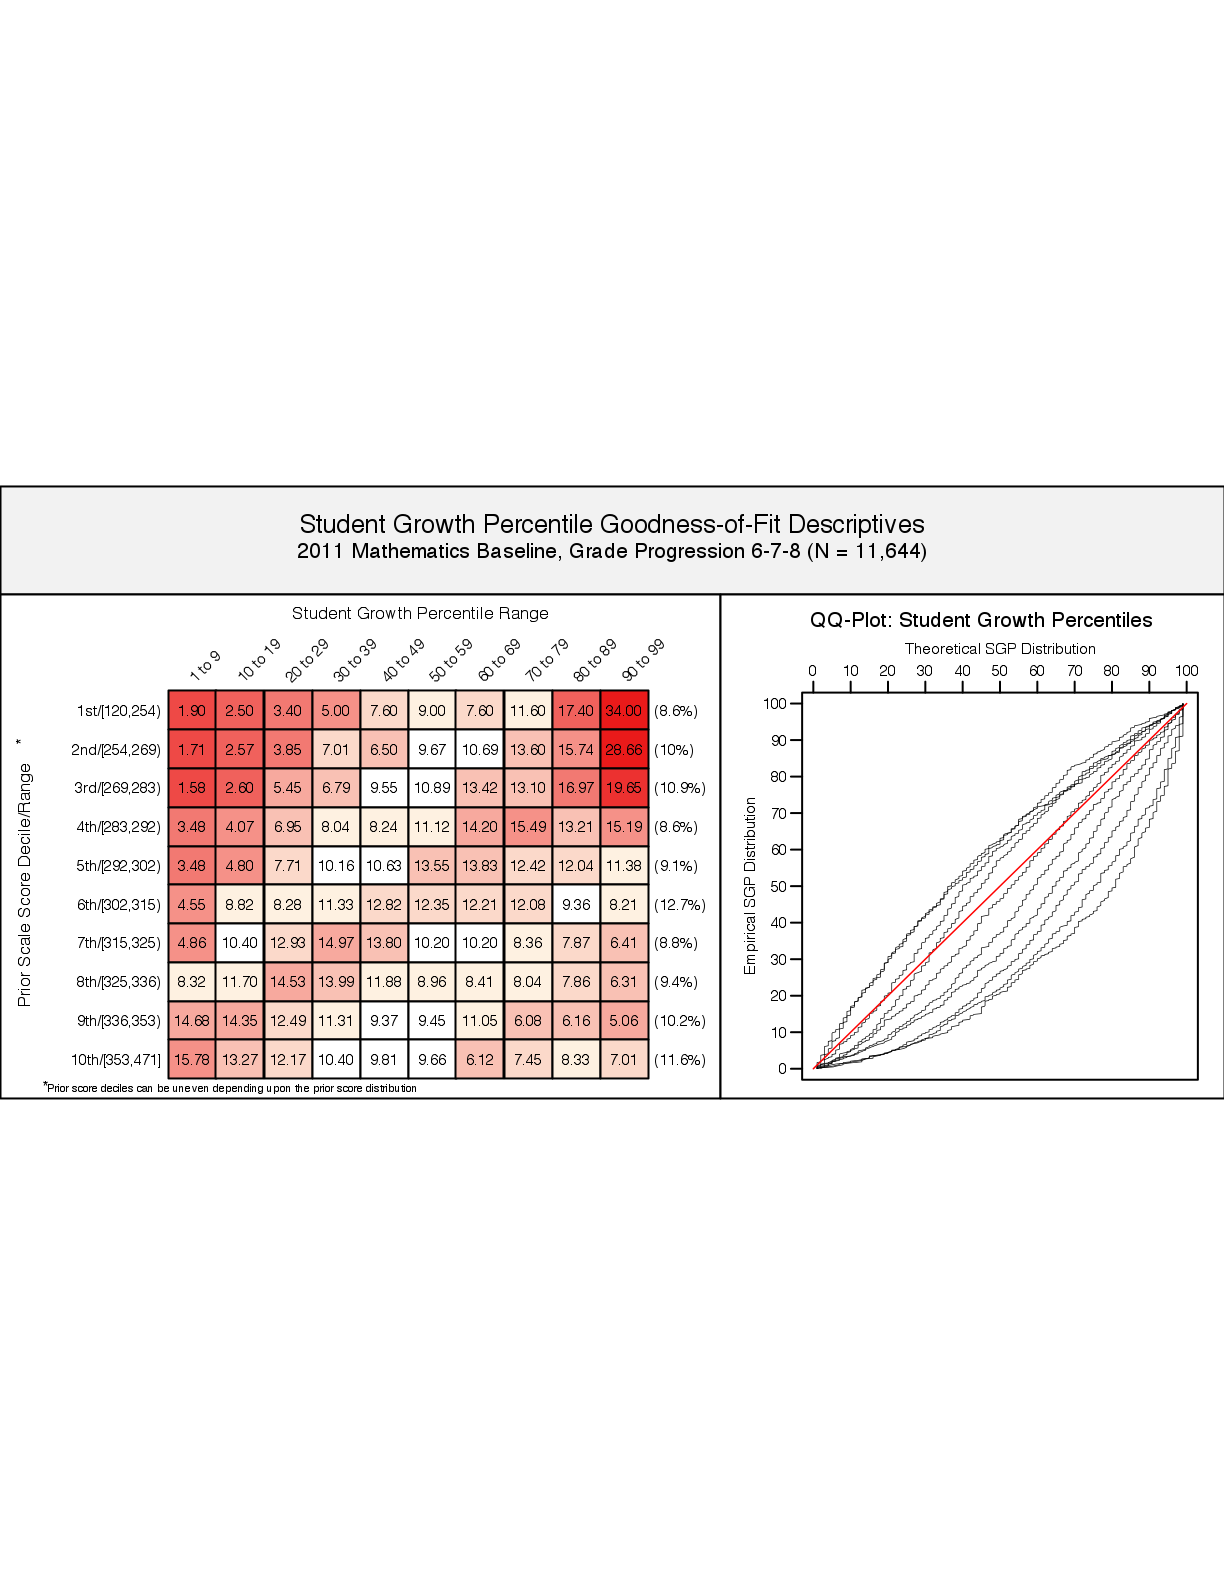 Student Growth Percentile Goodness-of-Fit Descriptives
2011 Mathematics Baseline, Grade Progression 6-7-8 (N = 11,644)
Student Growth Percentile Range
1 to 9 10 to 19 20 to 29 30 to 39 40 to 49 50 to 59 60 to 69 70 to 79 80 to 89 90 to 99
Prior Scale Score Decile/Range *
1st/[120,254) 1.90 2.50 3.40 5.00 7.60 9.00 7.60 11.60 17.40 34.00 (8.6%)
2nd/[254,269) 1.71 2.57 3.85 7.01 6.50 9.67 10.69 13.60 15.74 28.66 (10%)
3rd/[269,283) 1.58 2.60 5.45 6.79 9.55 10.89 13.42 13.10 16.97 19.65 (10.9%)
4th/[283,292) 3.48 4.07 6.95 8.04 8.24 11.12 14.20 15.49 13.21 15.19 (8.6%)
5th/[292,302) 3.48 4.80 7.71 10.16 10.63 13.55 13.83 12.42 12.04 11.38 (9.1%)
6th/[302,315) 4.55 8.82 8.28 11.33 12.82 12.35 12.21 12.08 9.36 8.21 (12.7%)
7th/[315,325) 4.86 10.40 12.93 14.97 13.80 10.20 10.20 8.36 7.87 6.41 (8.8%)
8th/[325,336) 8.32 11.70 14.53 13.99 11.88 8.96 8.41 8.04 7.86 6.31 (9.4%)
9th/[336,353) 14.68 14.35 12.49 11.31 9.37 9.45 11.05 6.08 6.16 5.06 (10.2%)
10th/[353,471] 15.78 13.27 12.17 10.40 9.81 9.66 6.12 7.45 8.33 7.01 (11.6%)
*Prior score deciles can be uneven depending upon the prior score distribution
QQ-Plot: Student Growth Percentiles
Theoretical SGP Distribution
0 10 20 30 40 50 60 70 80 90 100
Empirical SGP Distribution
100
90
80
70
60
50
40
30
20
10
0